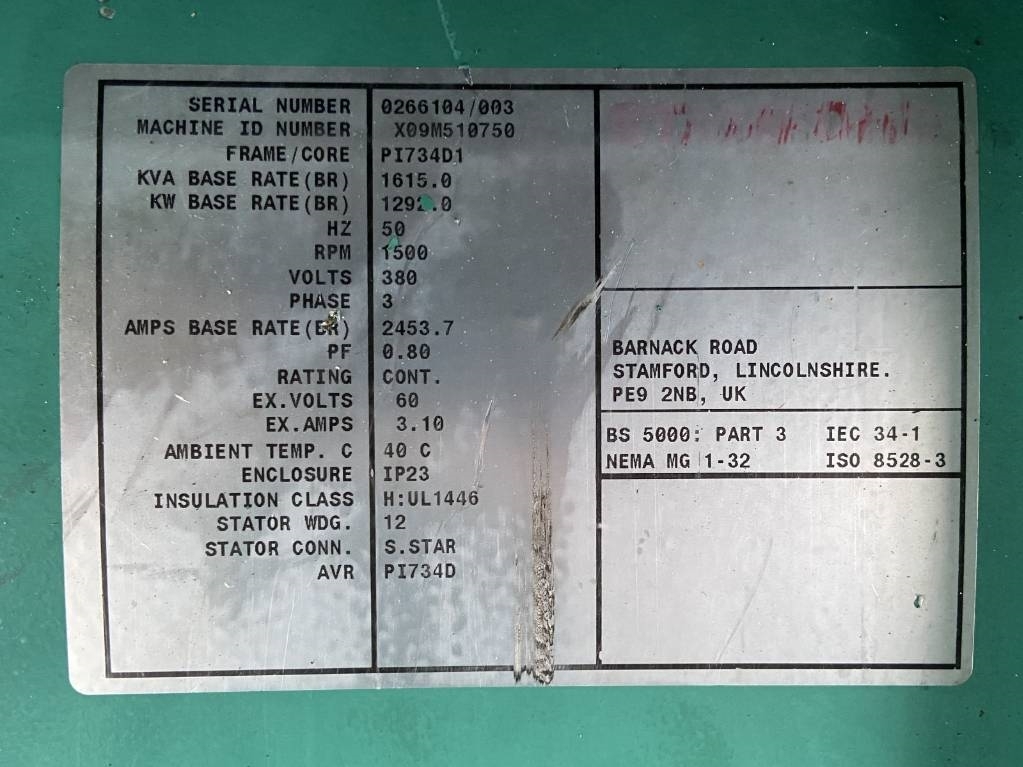 SERIAL NUMBER 0266104/003
MACHINE ID NUMBER X09M510750
FRAME/CORE PI734D1
KVA BASE RATE(BR) 1615.0
KW BASE RATE(BR) 1292.0
HZ 50
RPM 1500
VOLTS 380
PHASE 3
AMPS BASE RATE(BR) 2453.7
PF 0.80
RATING CONT.
EX.VOLTS 60
EX.AMPS 3.10
AMBIENT TEMP. C 40 C
ENCLOSURE IP23
INSULATION CLASS H:UL1446
STATOR WDG. 12
STATOR CONN. S.STAR
AVR PI734D
BARNACK ROAD
STAMFORD, LINCOLNSHIRE.
PE9 2NB, UK
BS 5000: PART 3 IEC 34-1
NEMA MG 1-32 ISO 8528-3